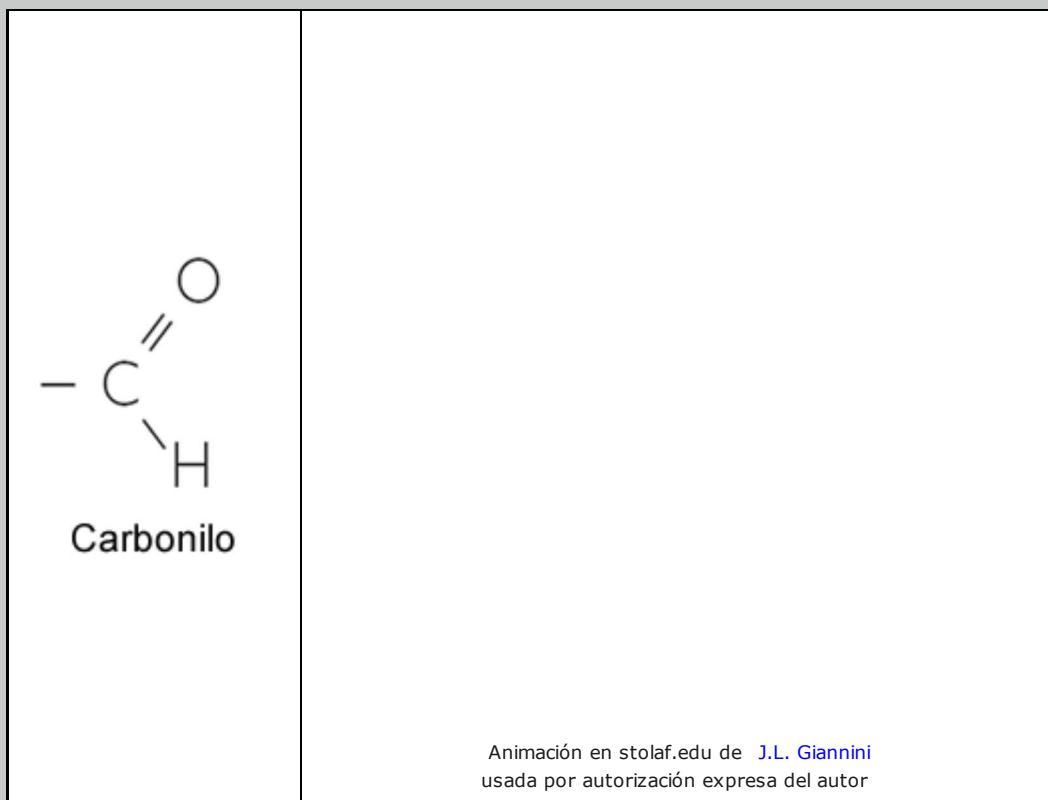 O
C
H
Carbonilo
Animación en stolaf.edu de J.L. Giannini
usada por autorización expresa del autor